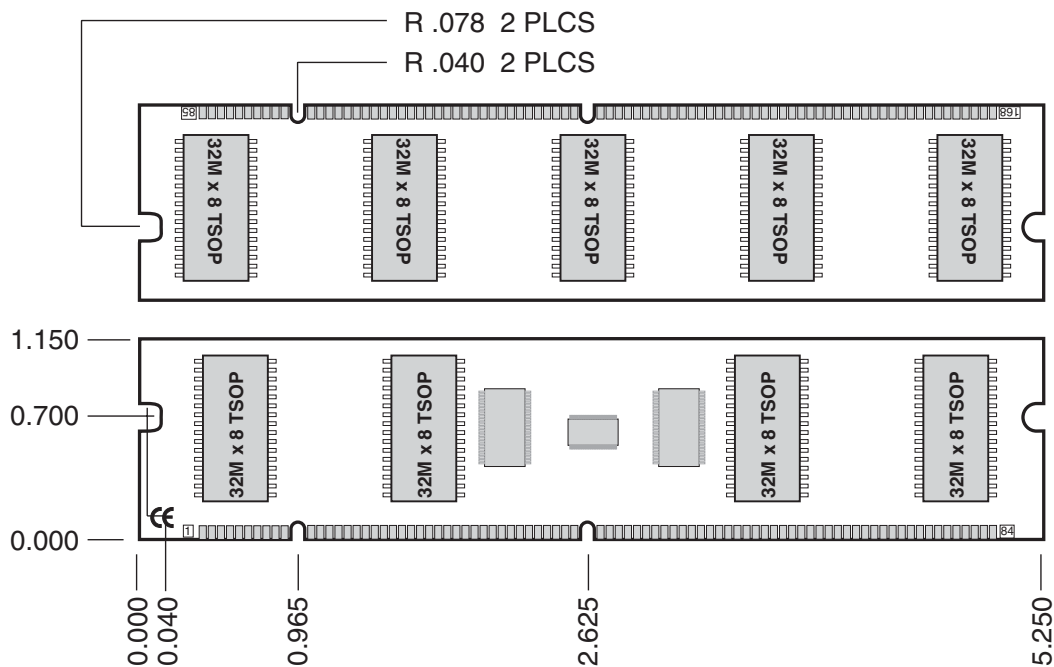 R .078 2 PLCS
R .040 2 PLCS
85
168
32M x 8 TSOP
32M x 8 TSOP
32M x 8 TSOP
32M x 8 TSOP
32M x 8 TSOP
1.150
0.700
0.000
32M x 8 TSOP
32M x 8 TSOP
32M x 8 TSOP
32M x 8 TSOP
CE
1
84
0.000
0.040
0.965
2.625
5.250